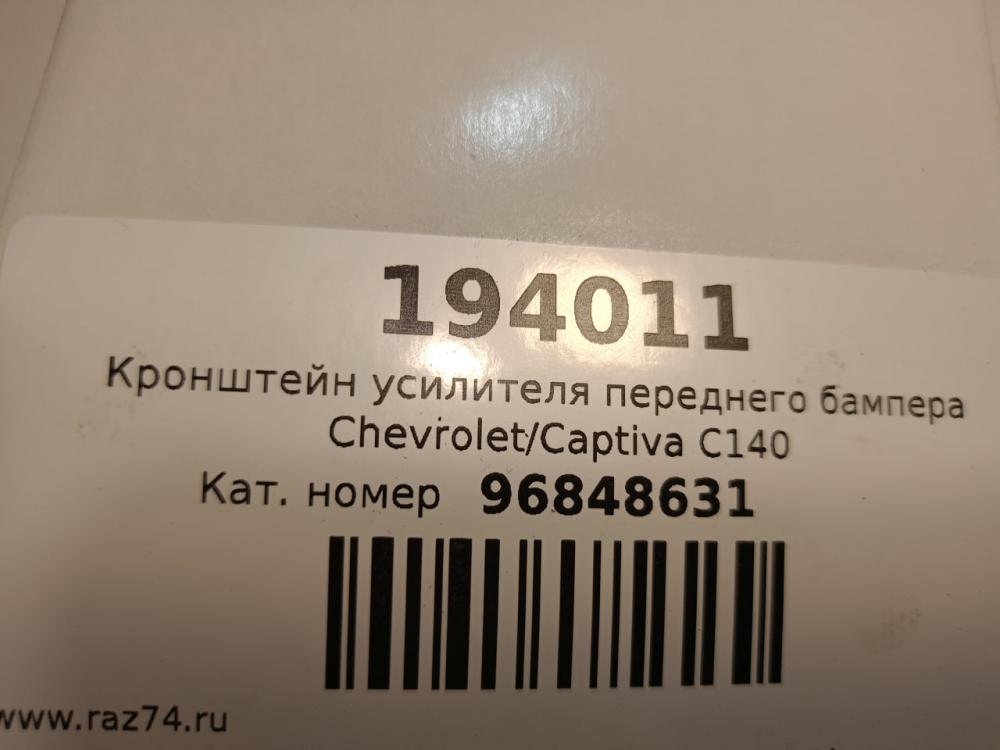 194011
Кронштейн усилителя переднего бампера
Chevrolet/Captiva C140
Кат. номер 96848631
www.raz74.ru